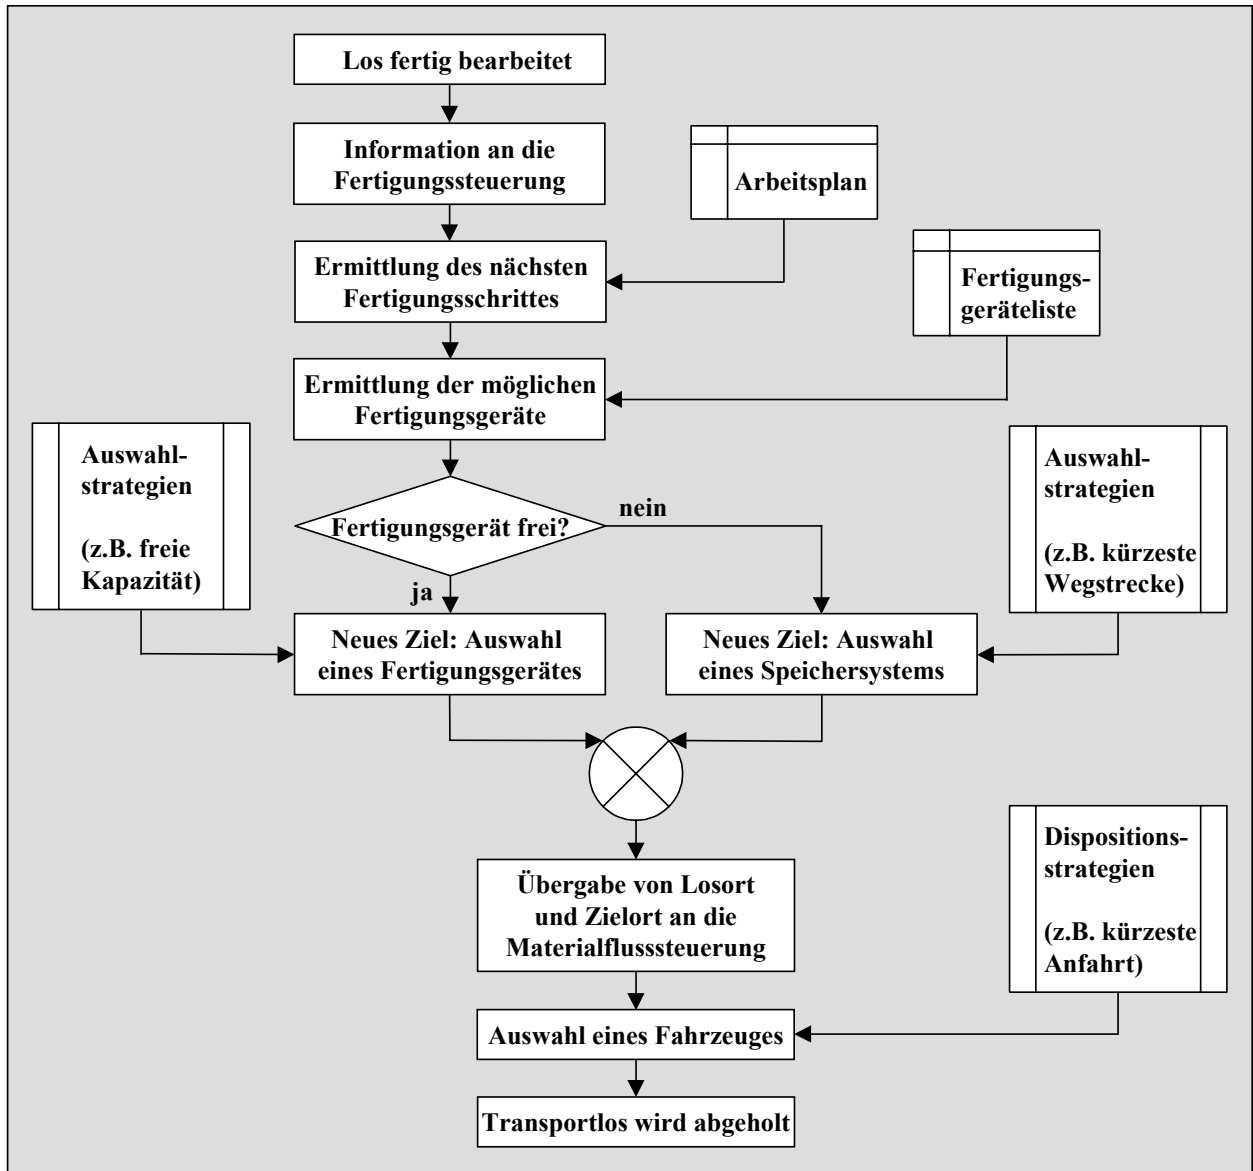 Los fertig bearbeitet
Information an die
Fertigungssteuerung
Arbeitsplan
Ermittlung des nächsten
Fertigungsschrittes
Fertigungs-
geräteliste
Ermittlung der möglichen
Fertigungsgeräte
Auswahl-
strategien
(z.B. freie
Kapazität)
Fertigungsgerät frei?
nein
ja
Auswahl-
strategien
(z.B. kürzeste
Wegstrecke)
Neues Ziel: Auswahl
eines Fertigungsgerätes
Neues Ziel: Auswahl
eines Speichersystems
Übergabe von Losort
und Zielort an die
Materialflusssteuerung
Dispositions-
strategien
(z.B. kürzeste
Anfahrt)
Auswahl eines Fahrzeuges
Transportlos wird abgeholt